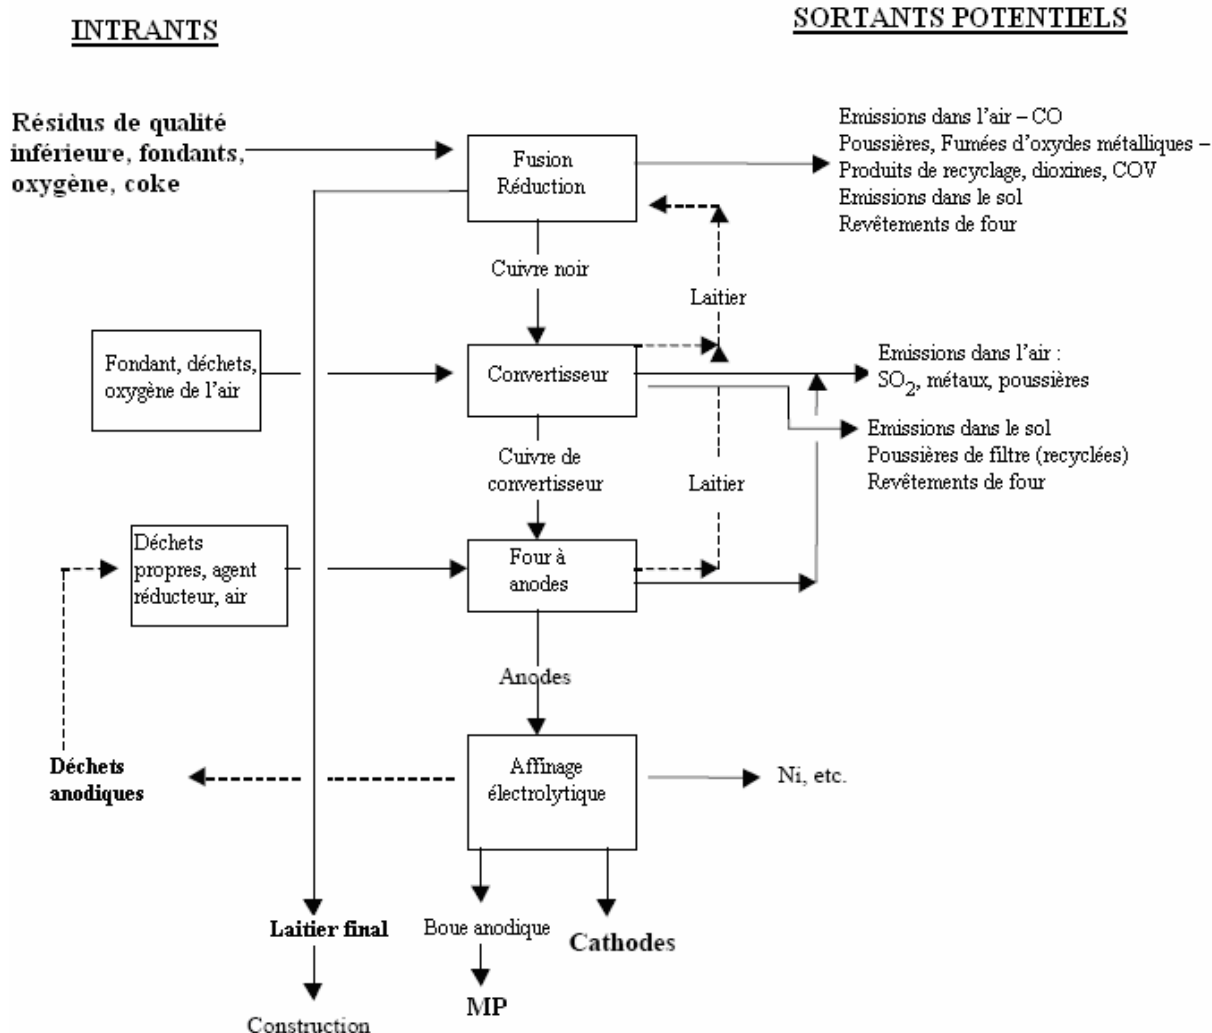 INTRANTS
SORTANTS POTENTIELS
Résidus de qualité
inférieure, fondants,
oxygène, coke
Fusion
Réduction
Emissions dans l'air – CO
Poussières, Fumées d'oxydes métalliques –
Produits de recyclage, dioxines, COV
Emissions dans le sol
Revêtements de four
Cuivre noir
Laitier
Fondant, déchets,
oxygène de l'air
Convertisseur
Emissions dans l'air :
SO2, métaux, poussières
Emissions dans le sol
Poussières de filtre (recyclées)
Revêtements de four
Cuivre de
convertisseur
Laitier
Déchets
propres, agent
réducteur, air
Four à
anodes
Anodes
Déchets
anodiques
Affinage
électrolytique
Ni, etc.
Laitier final
Boue anodique
Cathodes
MP
Construction